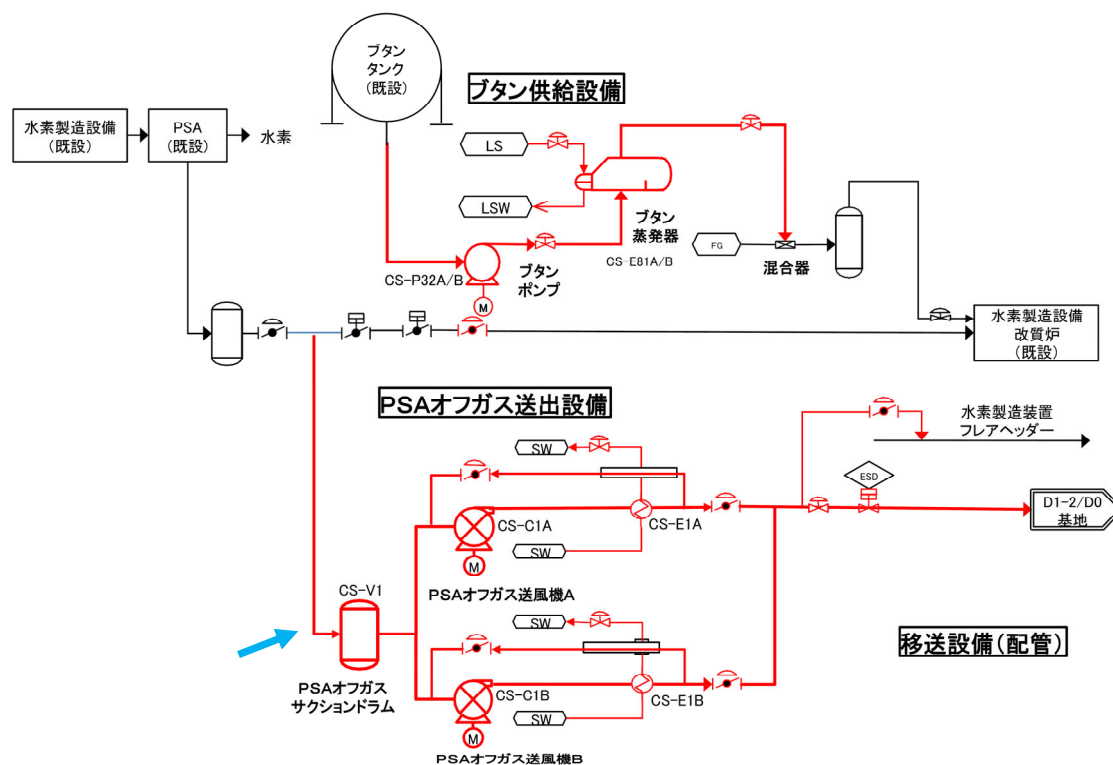 ブタン
タンク
(既設)
ブタン供給設備
水素製造設備
(既設)
PSA
(既設)
水素
LS
LSW
ブタン
蒸発器
CS-E81A/B
FG
混合器
CS-P32A/B
ブタン
ポンプ
M
水素製造設備
改質炉
(既設)
PSAオフガス送出設備
水素製造装置
フレアヘッダー
SW
ESD
D1-2/D0
基地
CS-C1A
CS-E1A
SW
M
PSAオフガス送風機A
CS-V1
SW
移送設備(配管)
PSAオフガス
サクションドラム
CS-C1B
CS-E1B
SW
M
PSAオフガス送風機B